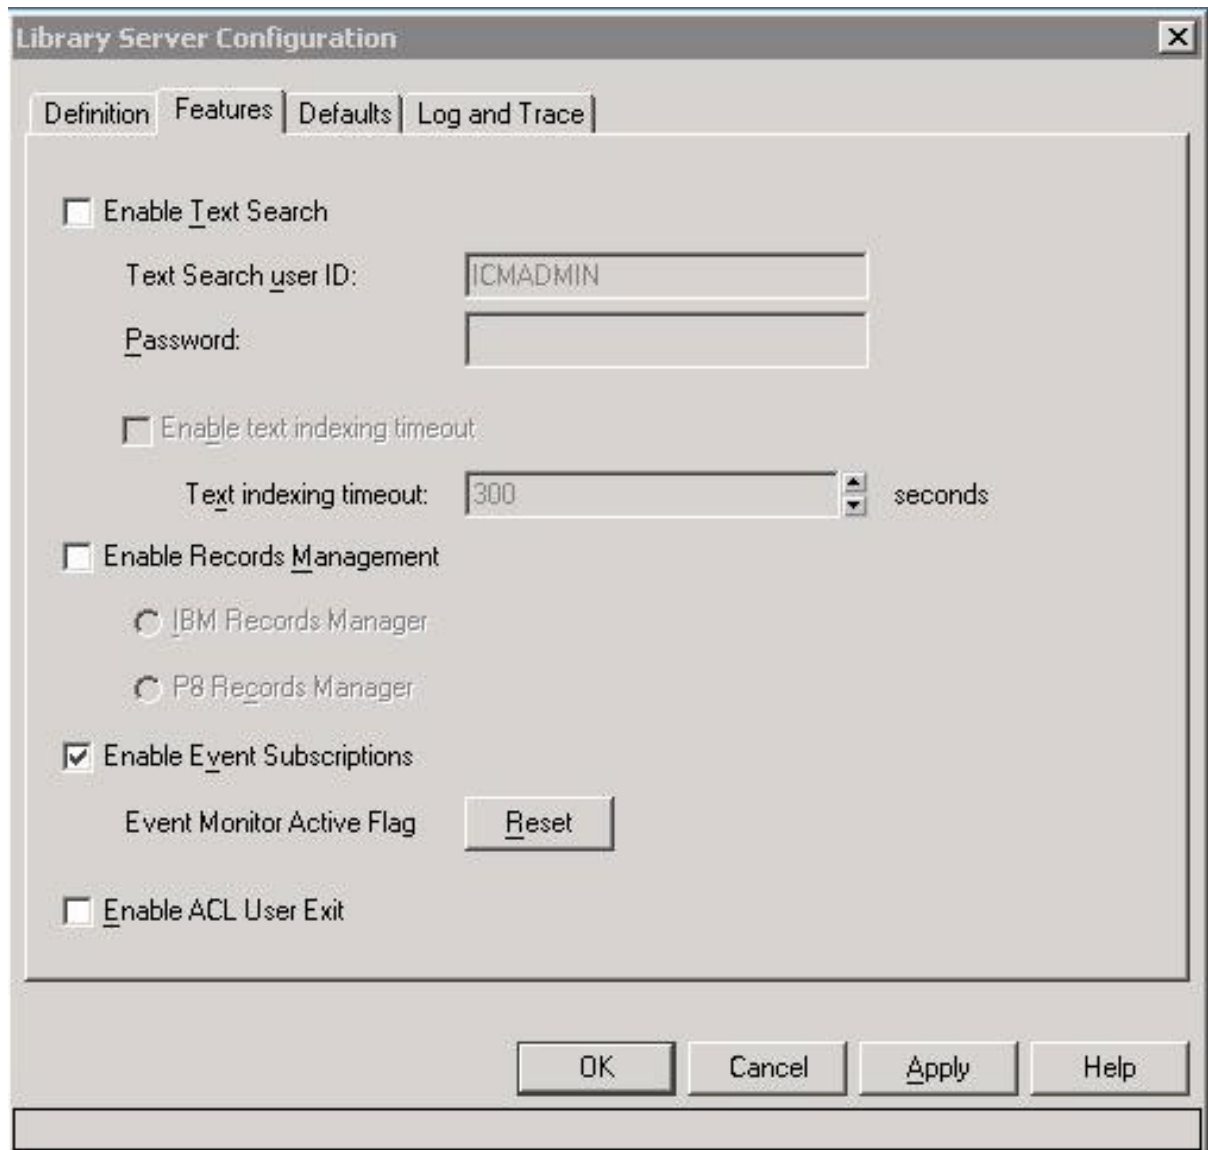 Library Server Configuration
Definition Features Defaults Log and Trace
Enable Text Search
Text Search user ID: ICMADMIN
Password:
Enable text indexing timeout
Text indexing timeout: 300 seconds
Enable Records Management
IBM Records Manager
P8 Records Manager
Enable Event Subscriptions
Event Monitor Active Flag Reset
Enable ACL User Exit
OK Cancel Apply Help